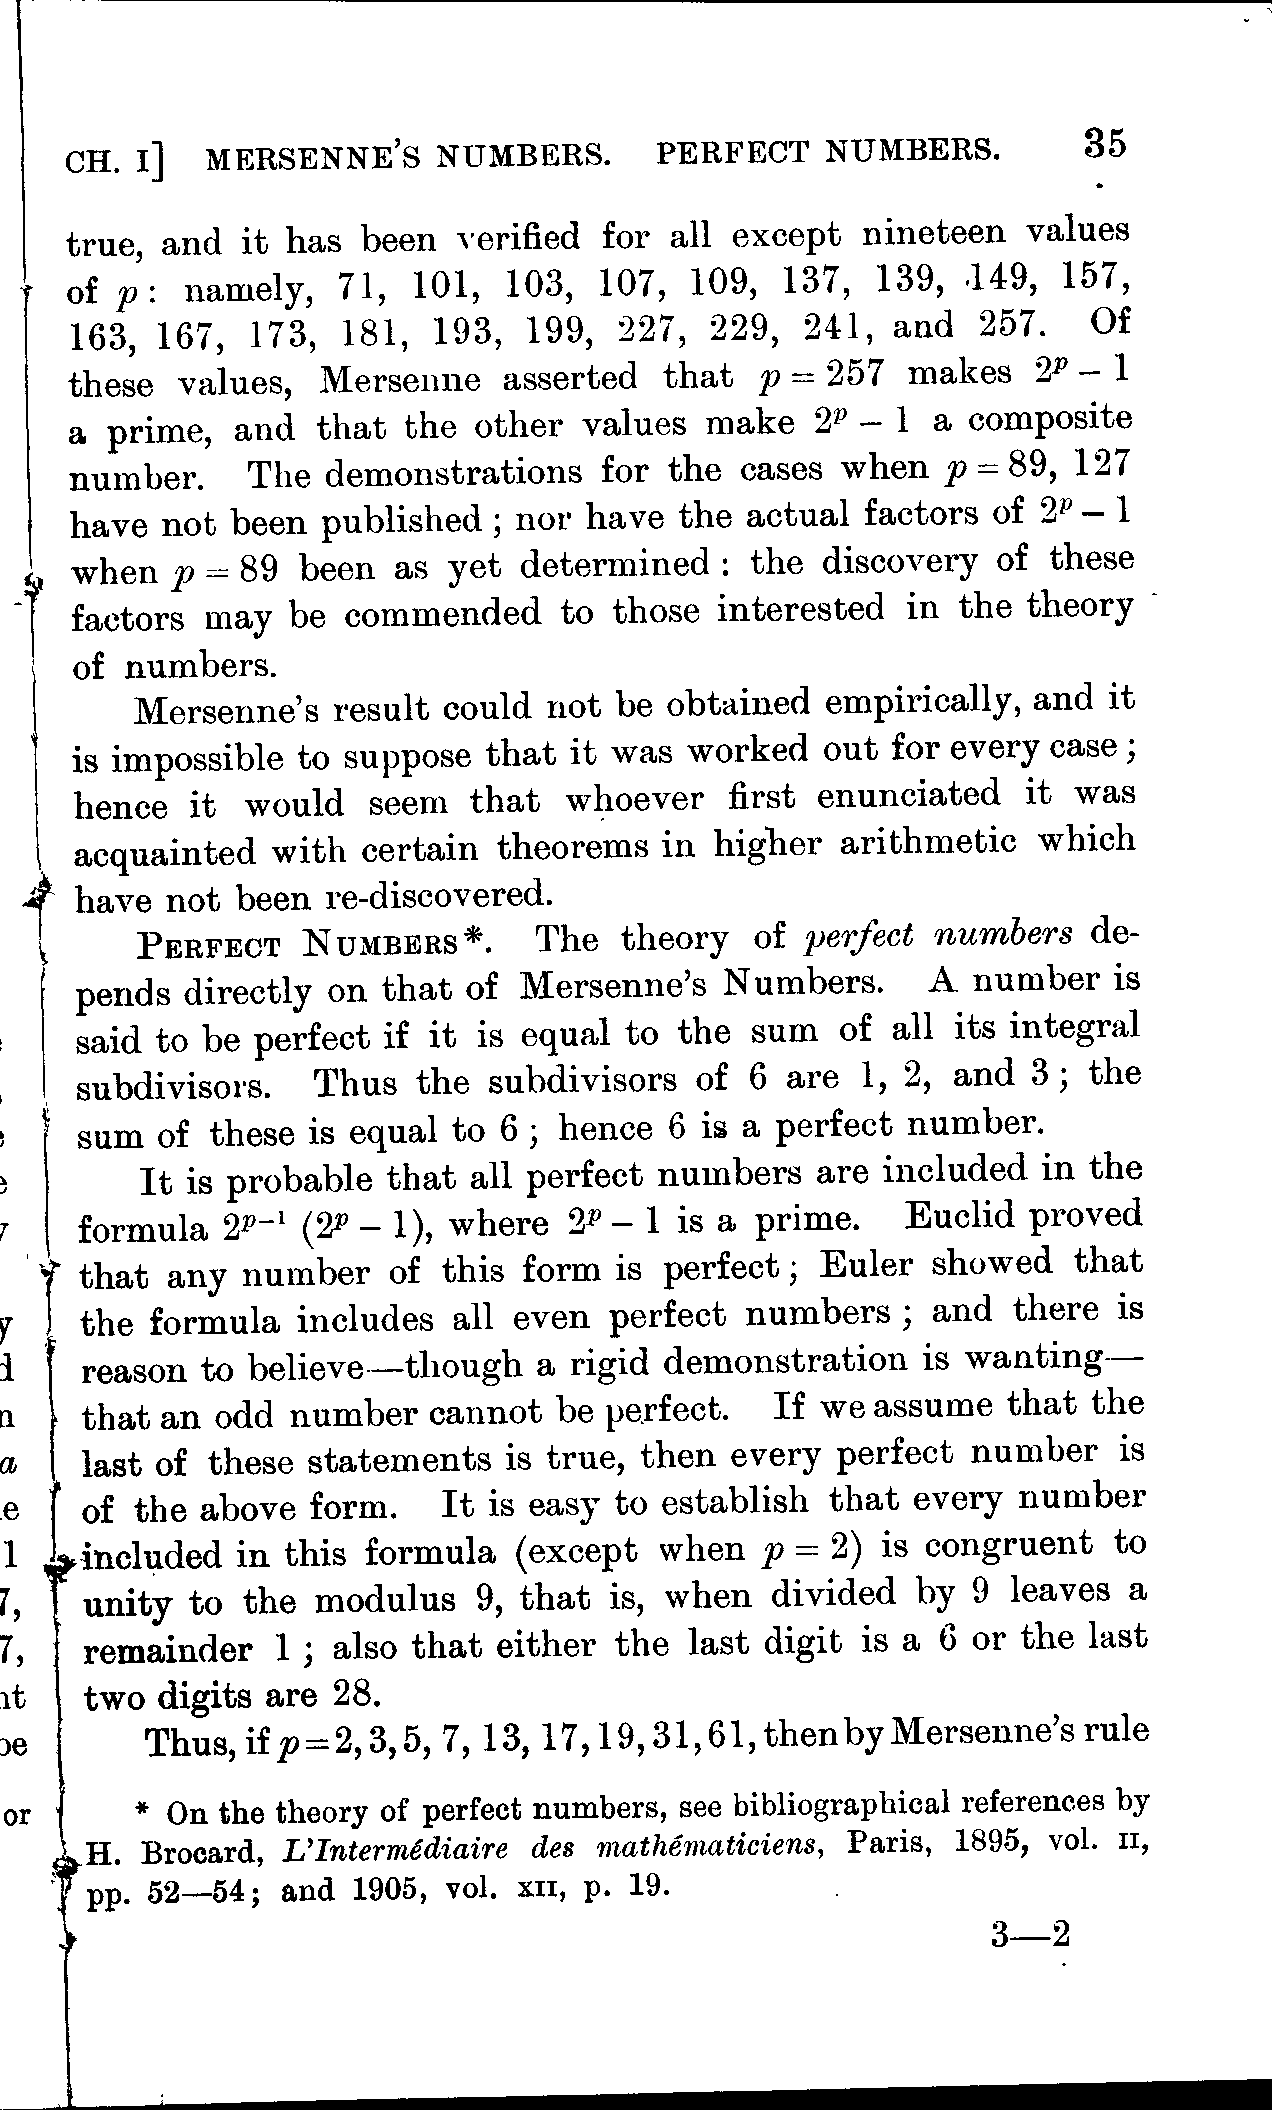 CH. I] MERSENNE'S NUMBERS. PERFECT NUMBERS. 35
true, and it has been verified for all except nineteen values
of p: namely, 71, 101, 103, 107, 109, 137, 139, 149, 157,
163, 167, 173, 181, 193, 199, 227, 229, 241, and 257. Of
these values, Mersenne asserted that p = 257 makes 2ᵖ – 1
a prime, and that the other values make 2ᵖ – 1 a composite
number. The demonstrations for the cases when p = 89, 127
have not been published; nor have the actual factors of 2ᵖ – 1
when p = 89 been as yet determined: the discovery of these
factors may be commended to those interested in the theory
of numbers.
Mersenne's result could not be obtained empirically, and it
is impossible to suppose that it was worked out for every case;
hence it would seem that whoever first enunciated it was
acquainted with certain theorems in higher arithmetic which
have not been re-discovered.
PERFECT NUMBERS*. The theory of perfect numbers de-
pends directly on that of Mersenne's Numbers. A number is
said to be perfect if it is equal to the sum of all its integral
subdivisors. Thus the subdivisors of 6 are 1, 2, and 3; the
sum of these is equal to 6; hence 6 is a perfect number.
It is probable that all perfect numbers are included in the
formula 2ᵖ⁻¹ (2ᵖ – 1), where 2ᵖ – 1 is a prime. Euclid proved
that any number of this form is perfect; Euler showed that
the formula includes all even perfect numbers; and there is
reason to believe—though a rigid demonstration is wanting—
that an odd number cannot be perfect. If we assume that the
last of these statements is true, then every perfect number is
of the above form. It is easy to establish that every number
included in this formula (except when p = 2) is congruent to
unity to the modulus 9, that is, when divided by 9 leaves a
remainder 1; also that either the last digit is a 6 or the last
two digits are 28.
Thus, if p = 2, 3, 5, 7, 13, 17, 19, 31, 61, then by Mersenne's rule
* On the theory of perfect numbers, see bibliographical references by
H. Brocard, L'Intermédiaire des mathématiciens, Paris, 1895, vol. II,
pp. 52—54; and 1905, vol. XII, p. 19.
3—2